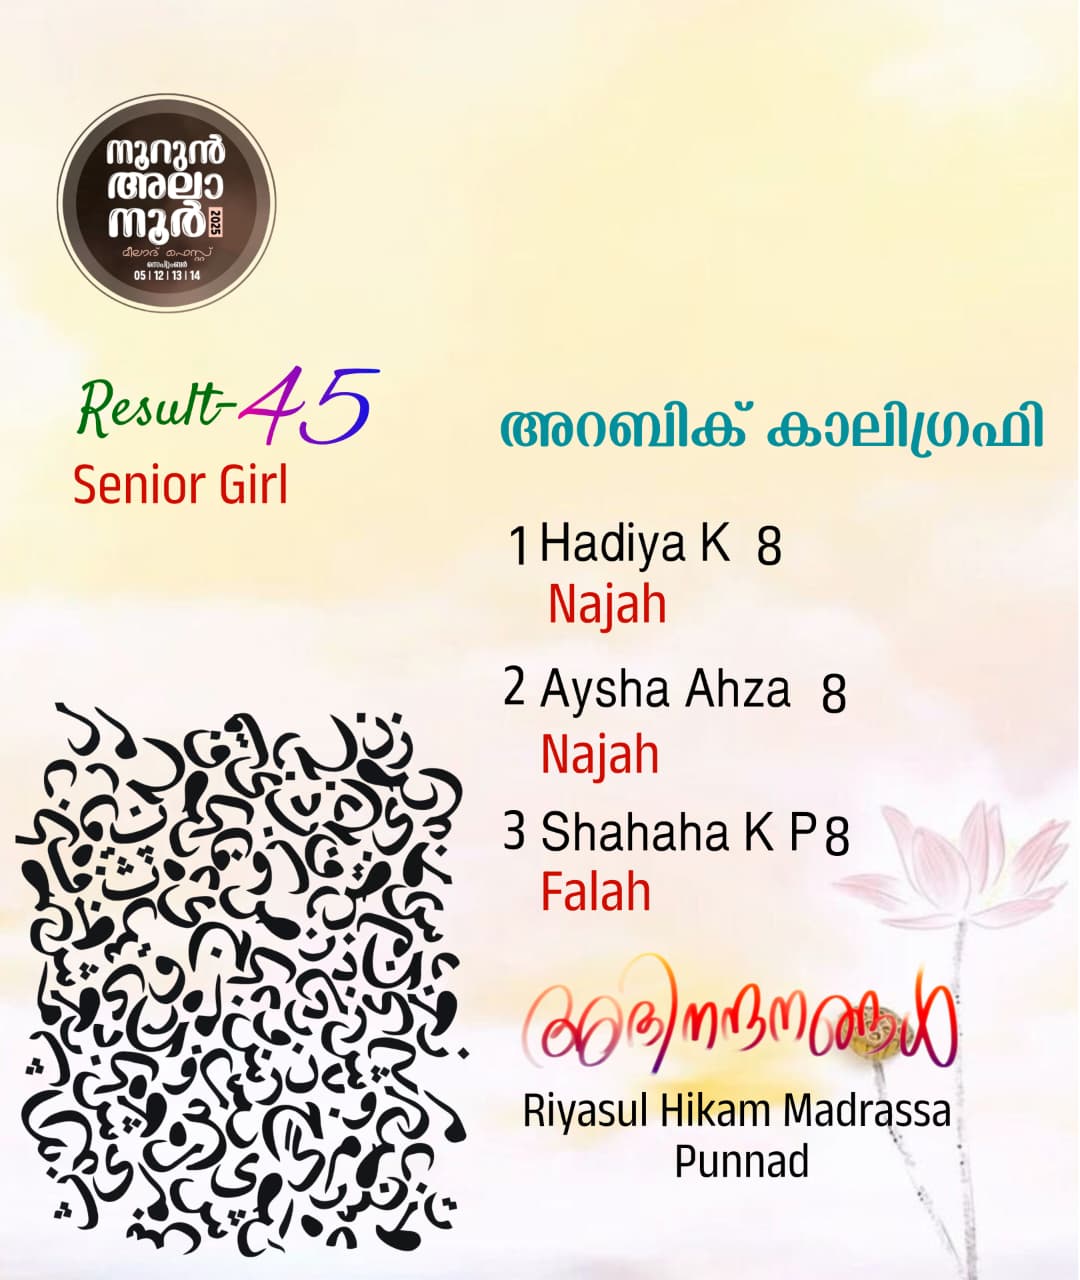 നൂറുൻ
അലാ
നൂർ 2025
മീലാദ് ഫെസ്റ്റ്
സെപ്റ്റംബർ
05 | 12 | 13 | 14
Result-45
Senior Girl
അറബിക് കാലിഗ്രഫി
1 Hadiya K 8
Najah
2 Aysha Ahza 8
Najah
3 Shahaha K P 8
Falah
അഭിനന്ദനങ്ങൾ
Riyasul Hikam Madrassa
Punnad